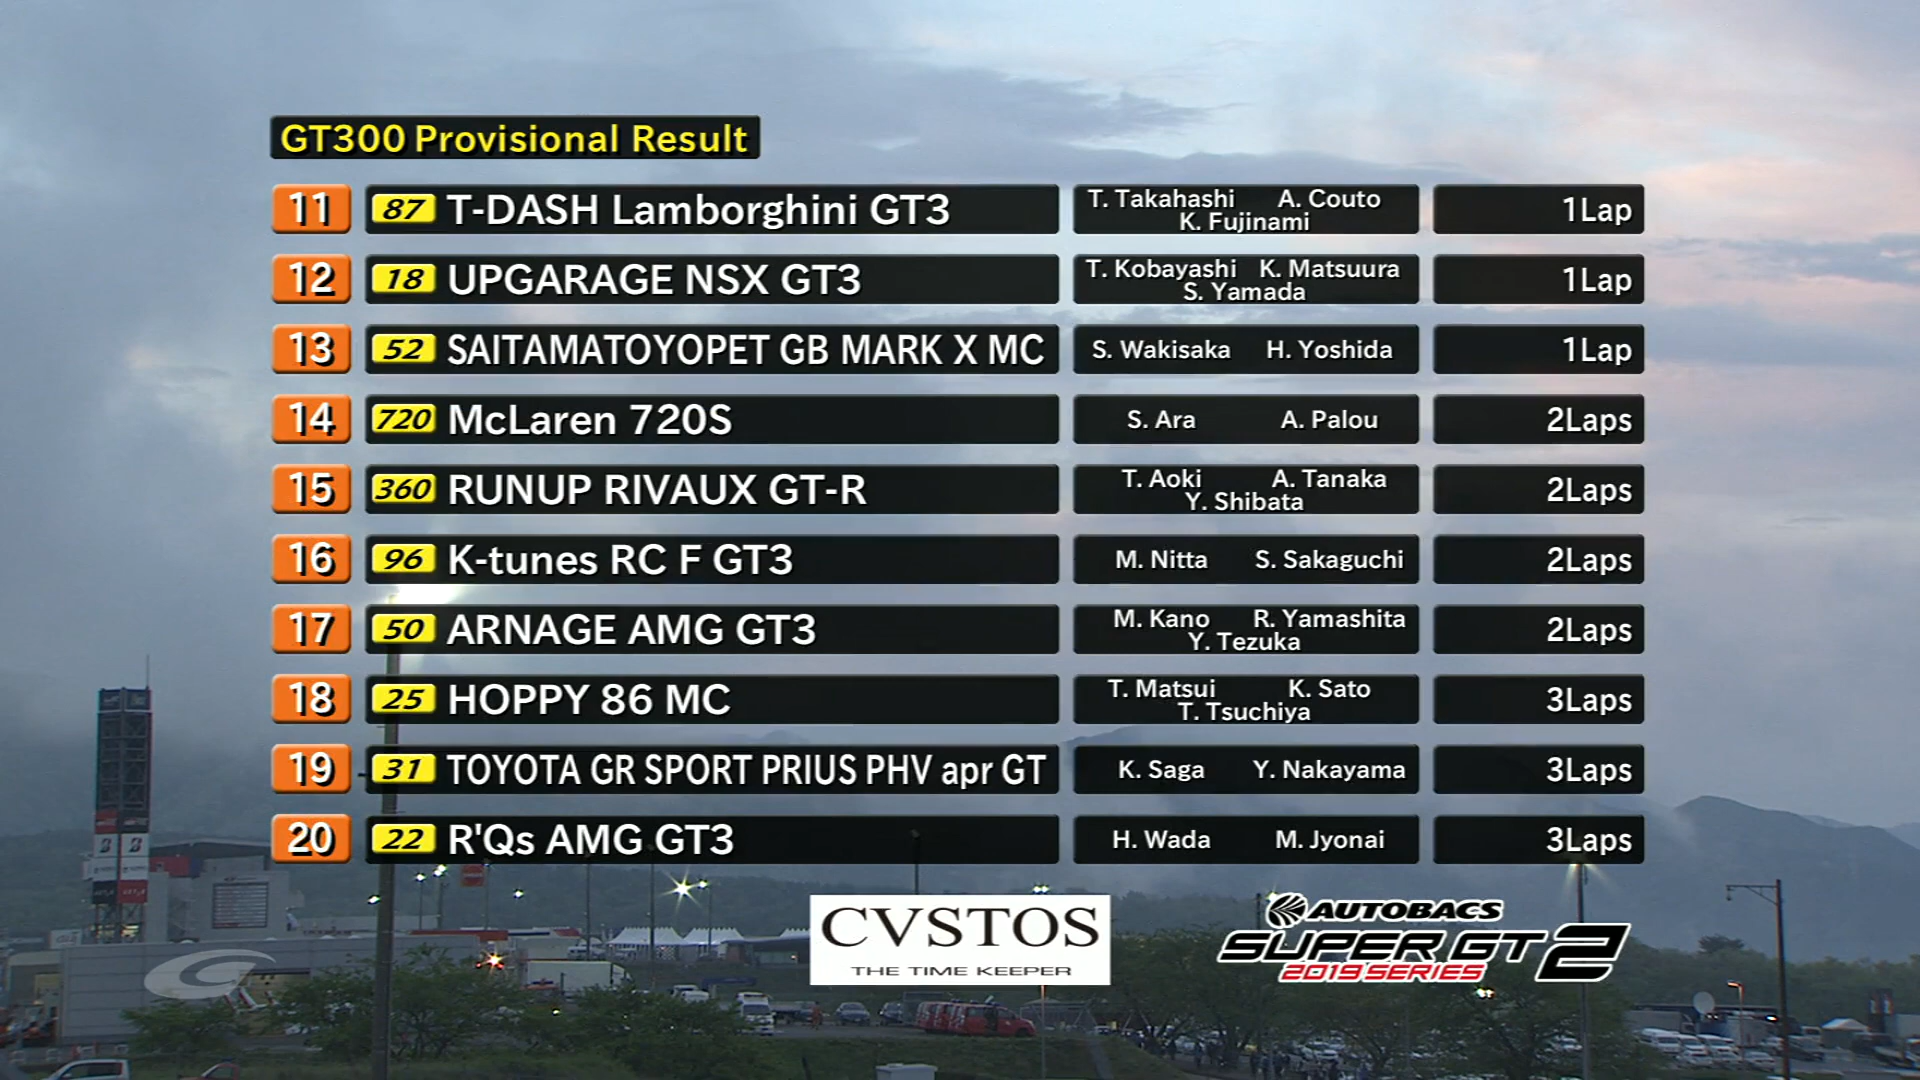 GT300 Provisional Result
11 87 T-DASH Lamborghini GT3 T. Takahashi A. Couto K. Fujinami 1Lap
12 18 UPGARAGE NSX GT3 T. Kobayashi K. Matsuura S. Yamada 1Lap
13 52 SAITAMATOYOPET GB MARK X MC S. Wakisaka H. Yoshida 1Lap
14 720 McLaren 720S S. Ara A. Palou 2Laps
15 360 RUNUP RIVAUX GT-R T. Aoki A. Tanaka Y. Shibata 2Laps
16 96 K-tunes RC F GT3 M. Nitta S. Sakaguchi 2Laps
17 50 ARNAGE AMG GT3 M. Kano R. Yamashita Y. Tezuka 2Laps
18 25 HOPPY 86 MC T. Matsui K. Sato T. Tsuchiya 3Laps
19 31 TOYOTA GR SPORT PRIUS PHV apr GT K. Saga Y. Nakayama 3Laps
20 22 R'Qs AMG GT3 H. Wada M. Jyonai 3Laps
CVSTOS
THE TIME KEEPER
AUTOBACS
SUPER GT 2
2019 SERIES